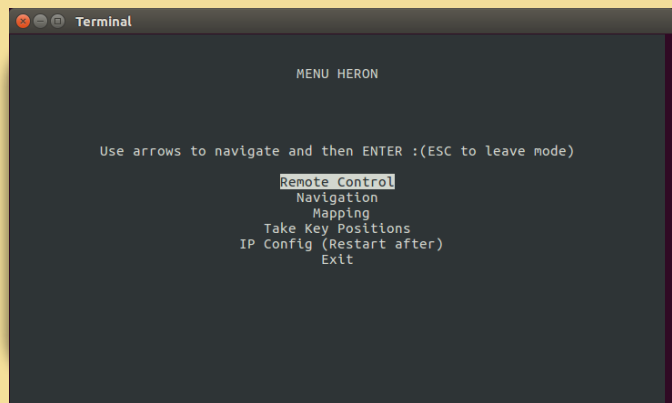 Terminal
MENU HERON
Use arrows to navigate and then ENTER :(ESC to leave mode)
Remote Control
Navigation
Mapping
Take Key Positions
IP Config (Restart after)
Exit